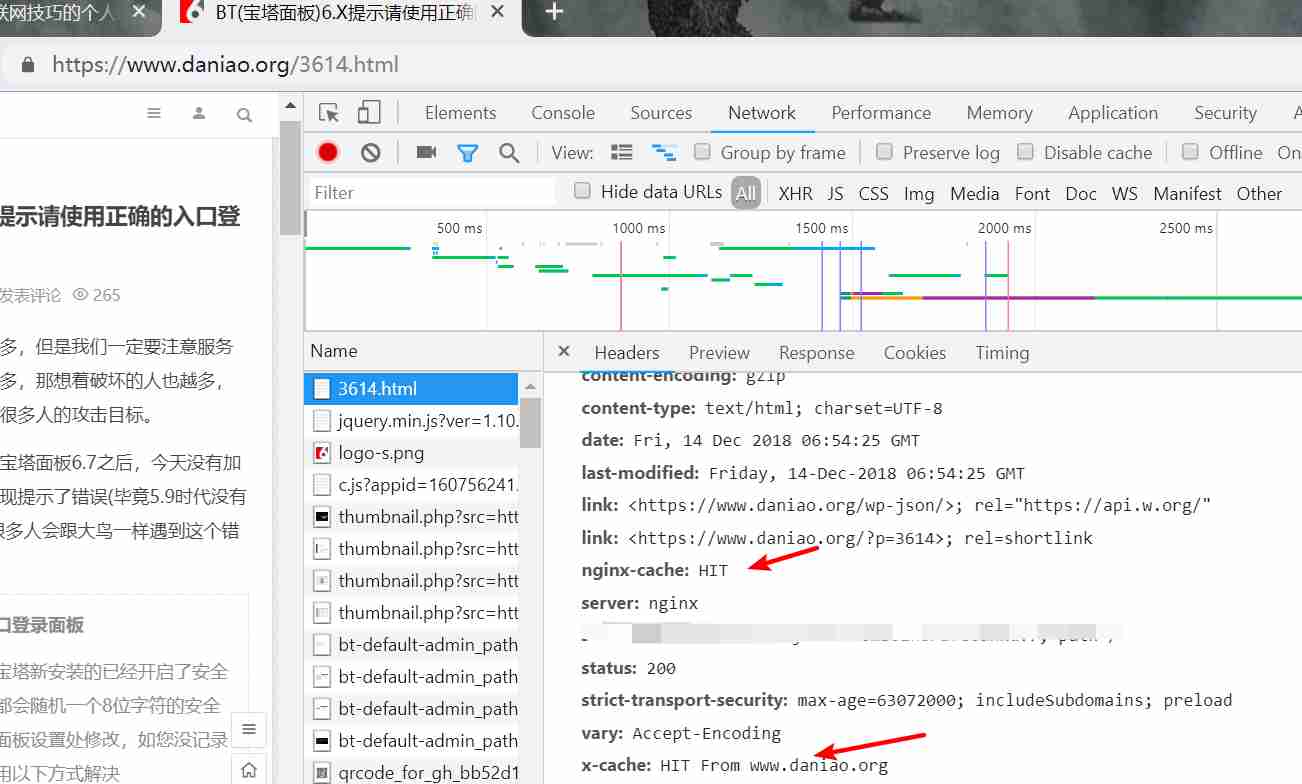 联网技巧的个人
BT(宝塔面板)6.X提示请使用正确
https://www.daniao.org/3614.html
Elements Console Sources Network Performance Memory Application Security
View: Group by frame Preserve log Disable cache Offline On
Filter Hide data URLs All XHR JS CSS Img Media Font Doc WS Manifest Other
500 ms 1000 ms 1500 ms 2000 ms 2500 ms
提示请使用正确的入口登
发表评论 265
多，但是我们一定要注意服务
多，那想着破坏的人也越多，
很多人的攻击目标。
宝塔面板6.7之后，今天没有加
现提示了错误(毕竟5.9时代没有
很多人会跟大鸟一样遇到这个错
口登录面板
宝塔新安装的已经开启了安全
都会随机一个8位字符的安全
面板设置处修改，如您没记录
用以下方式解决
Name
3614.html
jquery.min.js?ver=1.10.
logo-s.png
c.js?appid=160756241.
thumbnail.php?src=htt
thumbnail.php?src=htt
thumbnail.php?src=htt
thumbnail.php?src=htt
bt-default-admin_path
bt-default-admin_path
bt-default-admin_path
bt-default-admin_path
qrcode_for_gh_bb52d1
Headers Preview Response Cookies Timing
content-encoding: gzip
content-type: text/html; charset=UTF-8
date: Fri, 14 Dec 2018 06:54:25 GMT
last-modified: Friday, 14-Dec-2018 06:54:25 GMT
link: <https://www.daniao.org/wp-json/>; rel="https://api.w.org/"
link: <https://www.daniao.org/?p=3614>; rel=shortlink
nginx-cache: HIT
server: nginx
status: 200
strict-transport-security: max-age=63072000; includeSubdomains; preload
vary: Accept-Encoding
x-cache: HIT From www.daniao.org